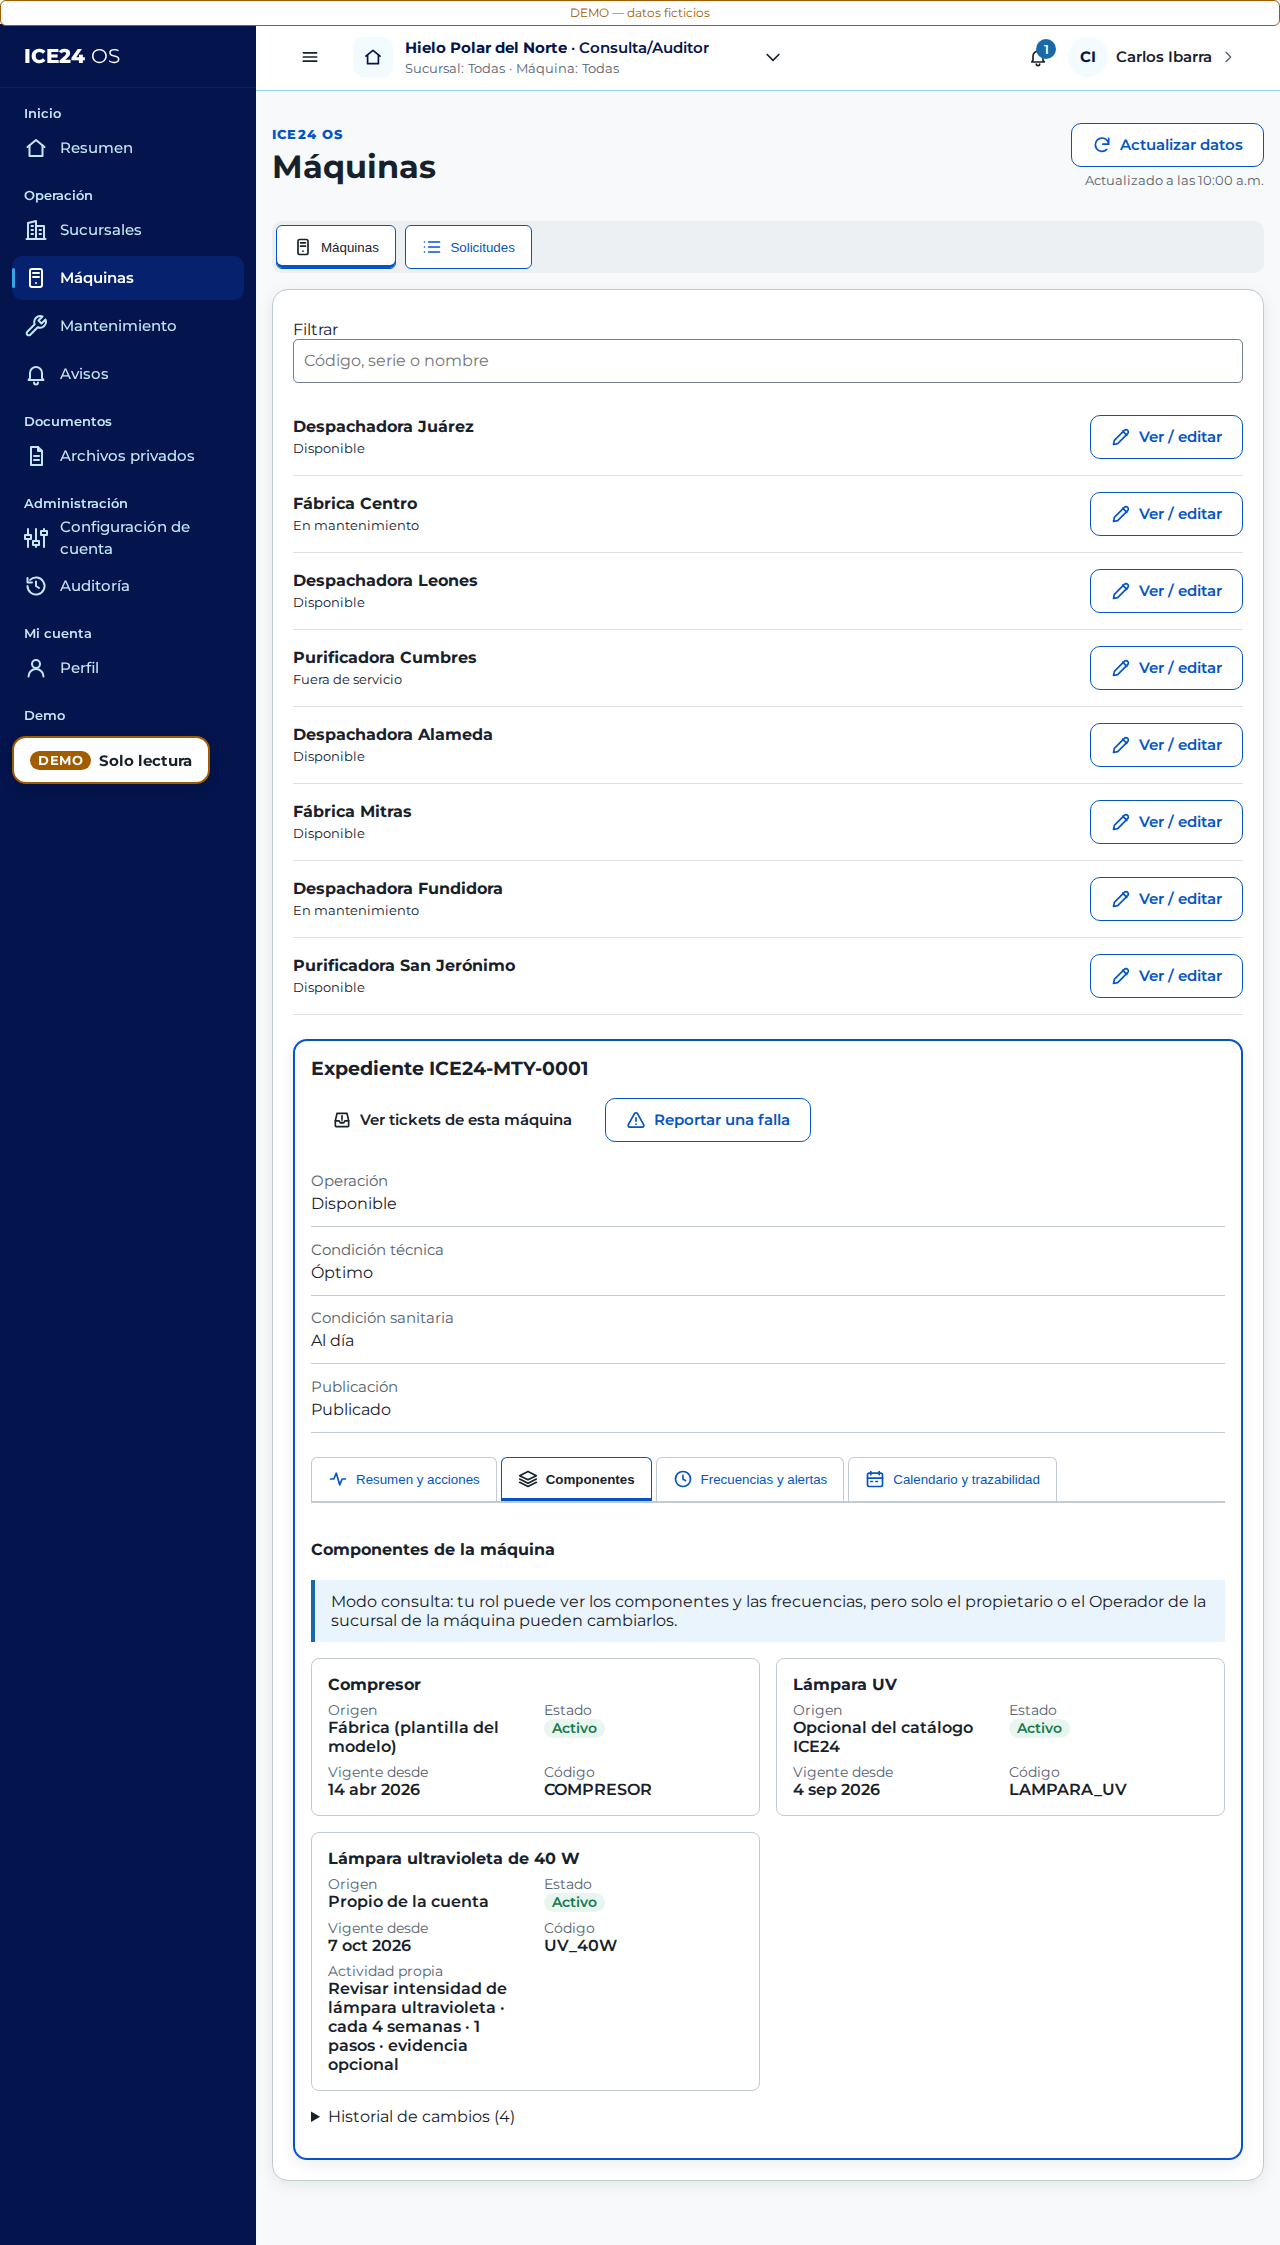 DEMO — datos ficticios
ICE24 OS
Hielo Polar del Norte · Consulta/Auditor
Sucursal: Todas · Máquina: Todas
1
CI
Carlos Ibarra
Inicio
Resumen
Operación
Sucursales
Máquinas
Mantenimiento
Avisos
Documentos
Archivos privados
Administración
Configuración de
cuenta
Auditoría
Mi cuenta
Perfil
Demo
DEMO Solo lectura
ICE24 OS
Máquinas
Actualizar datos
Actualizado a las 10:00 a.m.
Máquinas
Solicitudes
Filtrar
Código, serie o nombre
Despachadora Juárez
Disponible
Ver / editar
Fábrica Centro
En mantenimiento
Ver / editar
Despachadora Leones
Disponible
Ver / editar
Purificadora Cumbres
Fuera de servicio
Ver / editar
Despachadora Alameda
Disponible
Ver / editar
Fábrica Mitras
Disponible
Ver / editar
Despachadora Fundidora
En mantenimiento
Ver / editar
Purificadora San Jerónimo
Disponible
Ver / editar
Expediente ICE24-MTY-0001
Ver tickets de esta máquina
Reportar una falla
Operación
Disponible
Condición técnica
Óptimo
Condición sanitaria
Al día
Publicación
Publicado
Resumen y acciones
Componentes
Frecuencias y alertas
Calendario y trazabilidad
Componentes de la máquina
Modo consulta: tu rol puede ver los componentes y las frecuencias, pero solo el propietario o el Operador de la
sucursal de la máquina pueden cambiarlos.
Compresor
Origen
Fábrica (plantilla del
modelo)
Estado
Activo
Vigente desde
14 abr 2026
Código
COMPRESOR
Lámpara UV
Origen
Opcional del catálogo
ICE24
Estado
Activo
Vigente desde
4 sep 2026
Código
LAMPARA_UV
Lámpara ultravioleta de 40 W
Origen
Propio de la cuenta
Estado
Activo
Vigente desde
7 oct 2026
Código
UV_40W
Actividad propia
Revisar intensidad de
lámpara ultravioleta ·
cada 4 semanas · 1
pasos · evidencia
opcional
Historial de cambios (4)